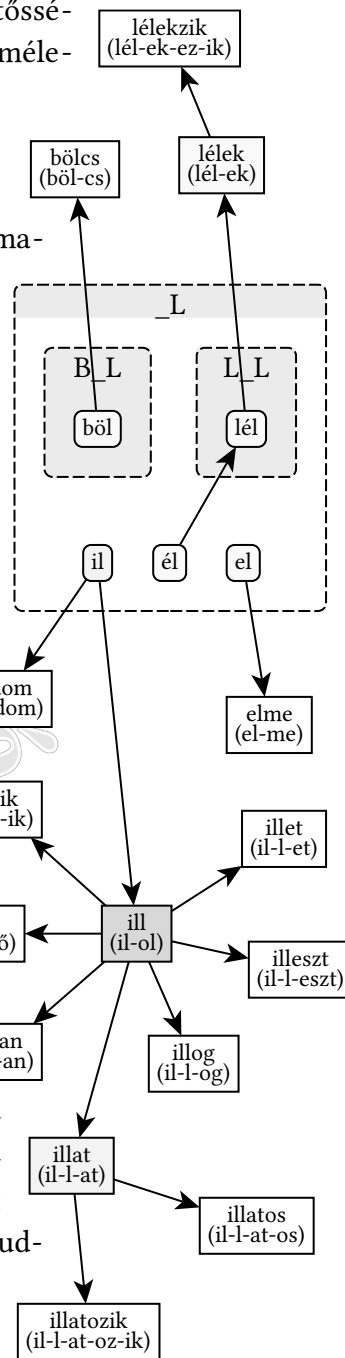 lélekzik
(lél-ek-ez-ik)
bölcs
(böl-cs)
lélek
(lél-ek)
_L
B_L
L_L
böl
lél
il
él
el
elme
(el-me)
illet
(il-l-et)
ill
(il-ol)
illeszt
(il-l-eszt)
illog
(il-l-og)
illat
(il-l-at)
illatos
(il-l-at-os)
illatozik
(il-l-at-oz-ik)